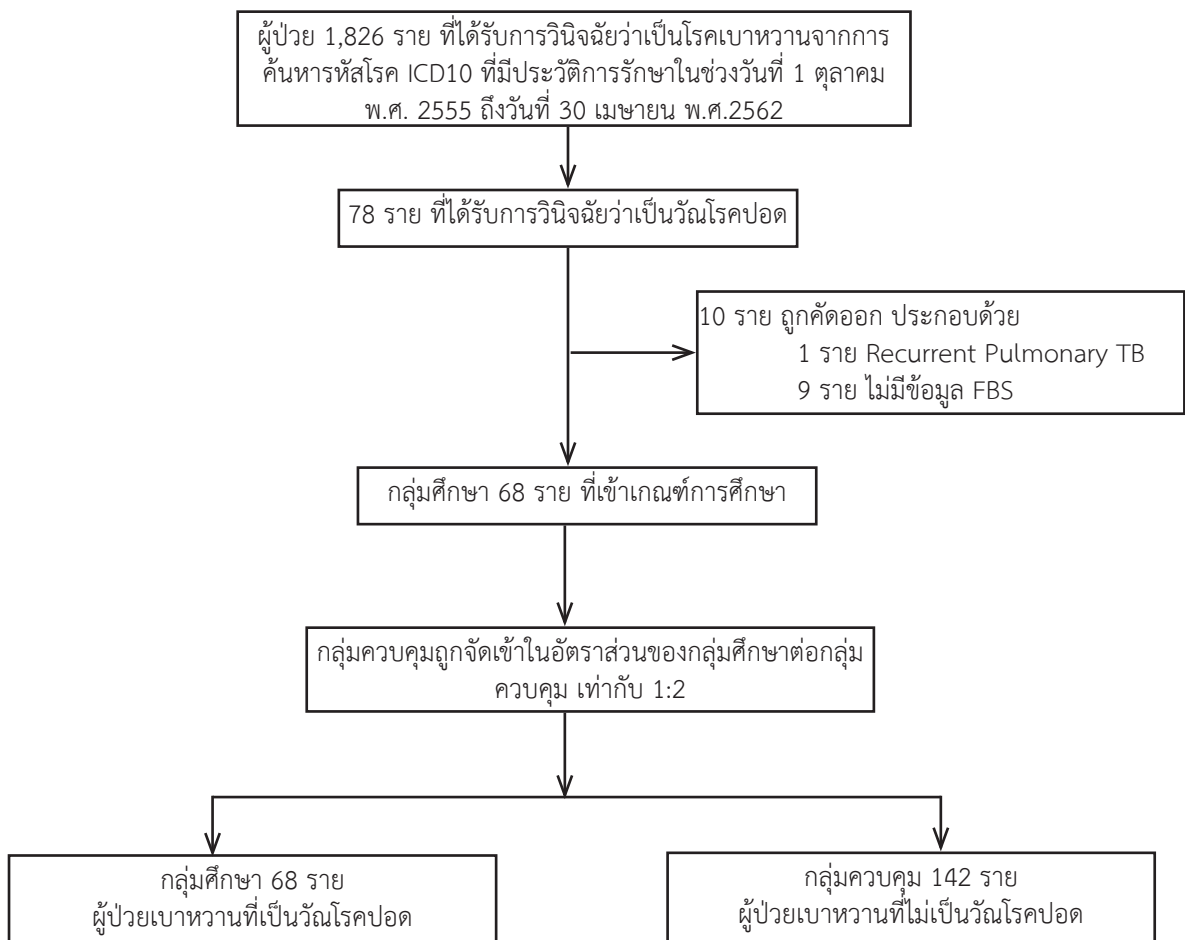 ผู้ป่วย 1,826 ราย ที่ได้รับการวินิจฉัยว่าเป็นโรคเบาหวานจากการ
ค้นหารหัสโรค ICD10 ที่มีประวัติการรักษาในช่วงวันที่ 1 ตุลาคม
พ.ศ. 2555 ถึงวันที่ 30 เมษายน พ.ศ.2562
78 ราย ที่ได้รับการวินิจฉัยว่าเป็นวัณโรคปอด
10 ราย ถูกคัดออก ประกอบด้วย
1 ราย Recurrent Pulmonary TB
9 ราย ไม่มีข้อมูล FBS
กลุ่มศึกษา 68 ราย ที่เข้าเกณฑ์การศึกษา
กลุ่มควบคุมถูกจัดเข้าในอัตราส่วนของกลุ่มศึกษาต่อกลุ่ม
ควบคุม เท่ากับ 1:2
กลุ่มศึกษา 68 ราย
ผู้ป่วยเบาหวานที่เป็นวัณโรคปอด
กลุ่มควบคุม 142 ราย
ผู้ป่วยเบาหวานที่ไม่เป็นวัณโรคปอด